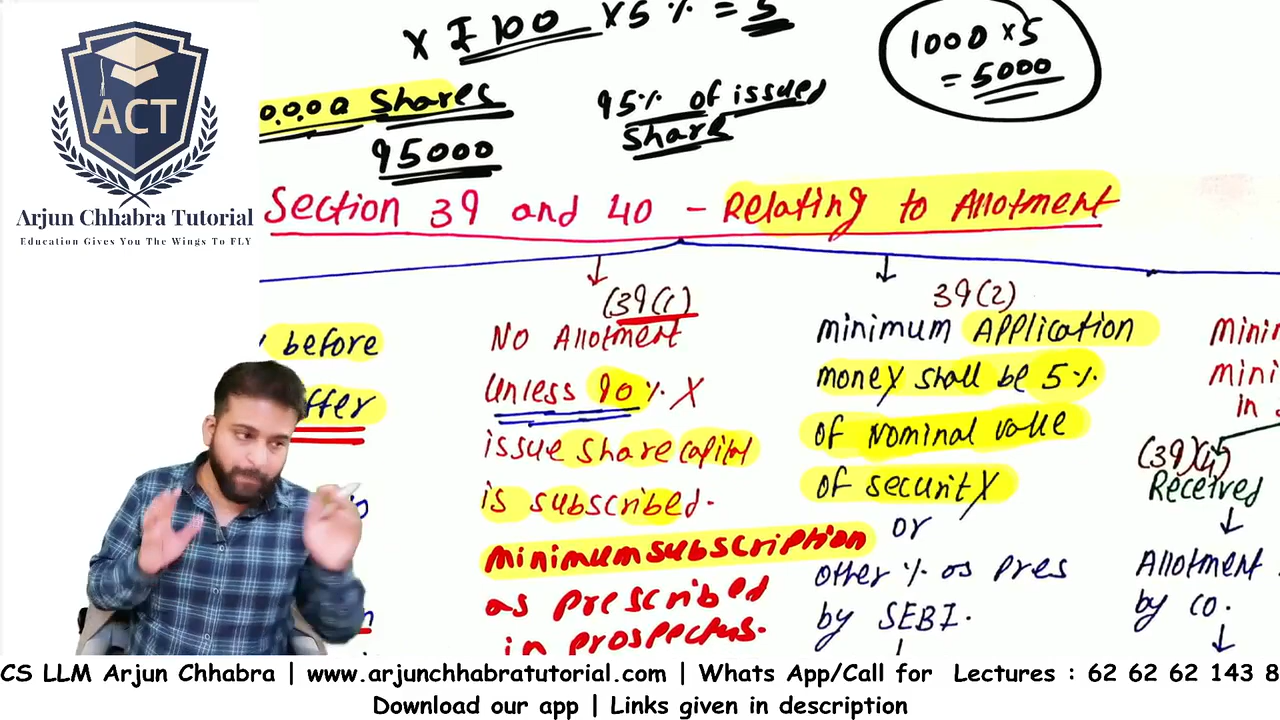 x ₹ 100 x 5 % = 5
1000 x 5
= 5000
0,000 Shares
95000
95% of issued
Share
ACT
Arjun Chhabra Tutorial
Education Gives You The Wings To FLY
Section 39 and 40 - Relating to Allotment
before
ffer
(39(1)
No Allotment
Unless 90% X
issue share capital
is subscribed.
minimum subscription
as prescribed
in prospectus.
39(2)
minimum Application
money shall be 5%
of Nominal value
of security X
or
other % as pres
by SEBI.
mini
in
(39)(4)
Received
Allotment
by co.
CS LLM Arjun Chhabra | www.arjunchhabratutorial.com | Whats App/Call for Lectures : 62 62 62 143 8
Download our app | Links given in description